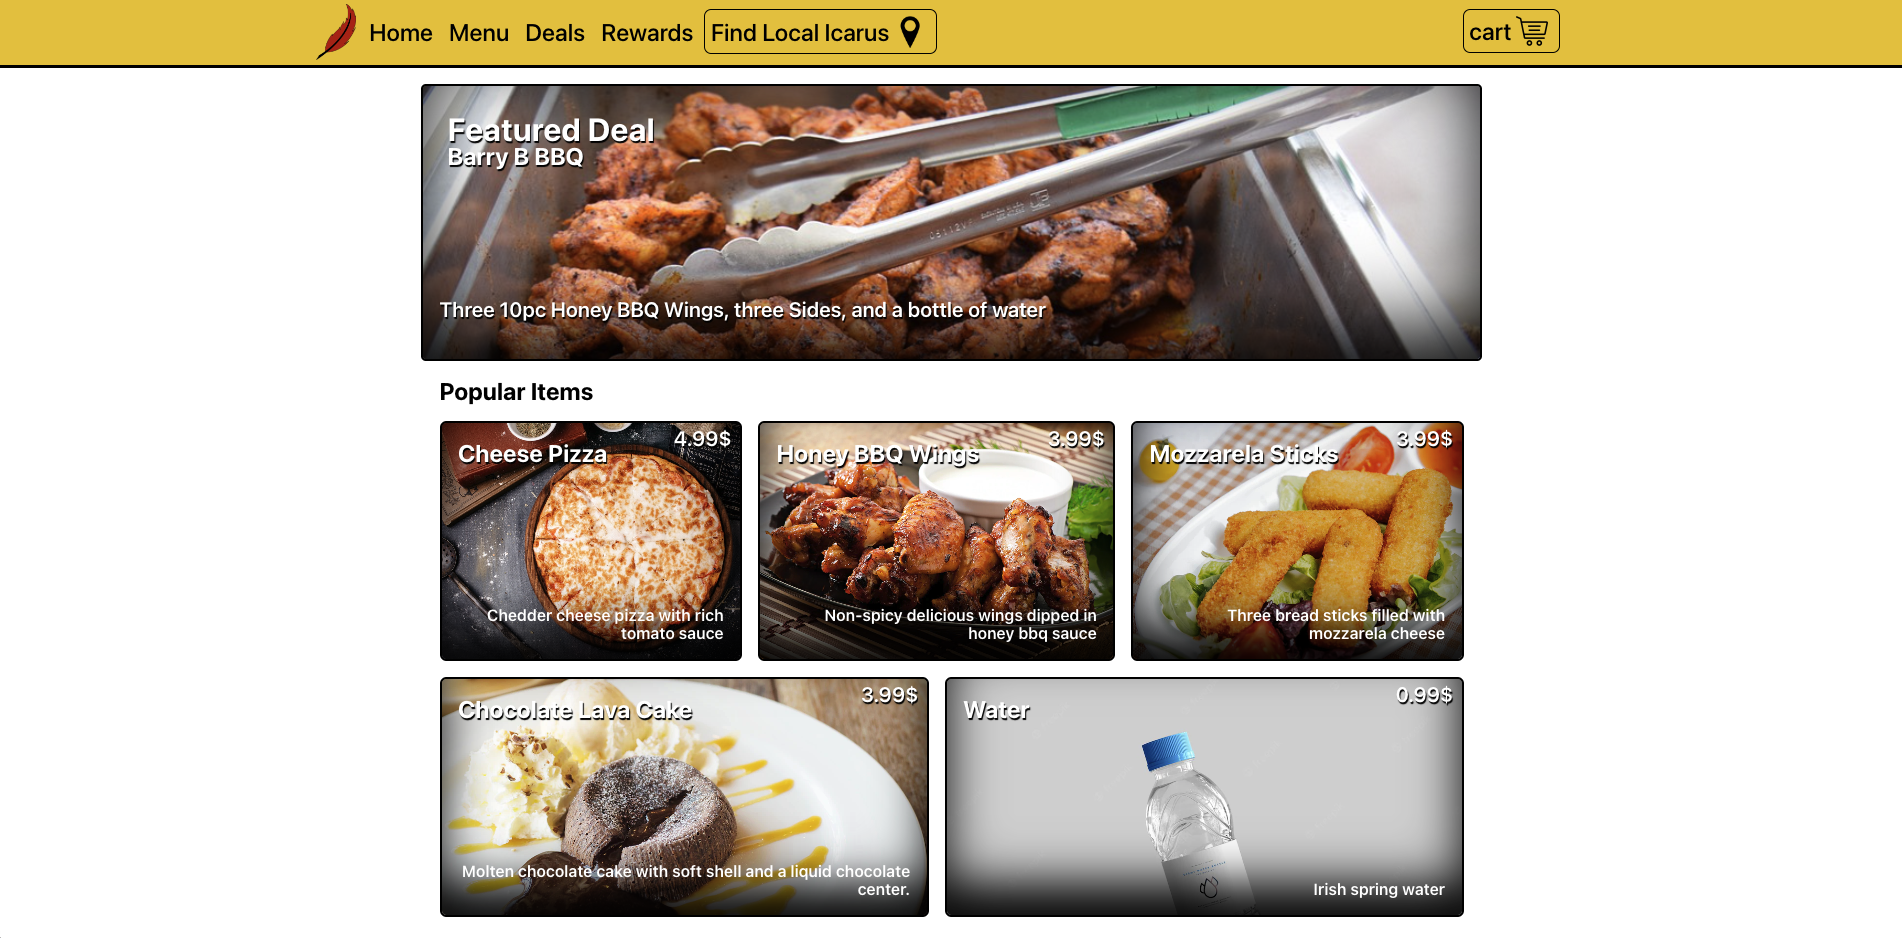 Home Menu Deals Rewards Find Local Icarus cart
Featured Deal
Barry B BBQ
Three 10pc Honey BBQ Wings, three Sides, and a bottle of water
Popular Items
4.99$
Cheese Pizza
Chedder cheese pizza with rich
tomato sauce
3.99$
Honey BBQ Wings
Non-spicy delicious wings dipped in
honey bbq sauce
3.99$
Mozzarela Sticks
Three bread sticks filled with
mozzarela cheese
3.99$
Chocolate Lava Cake
Molten chocolate cake with soft shell and a liquid chocolate
center.
0.99$
Water
Irish spring water